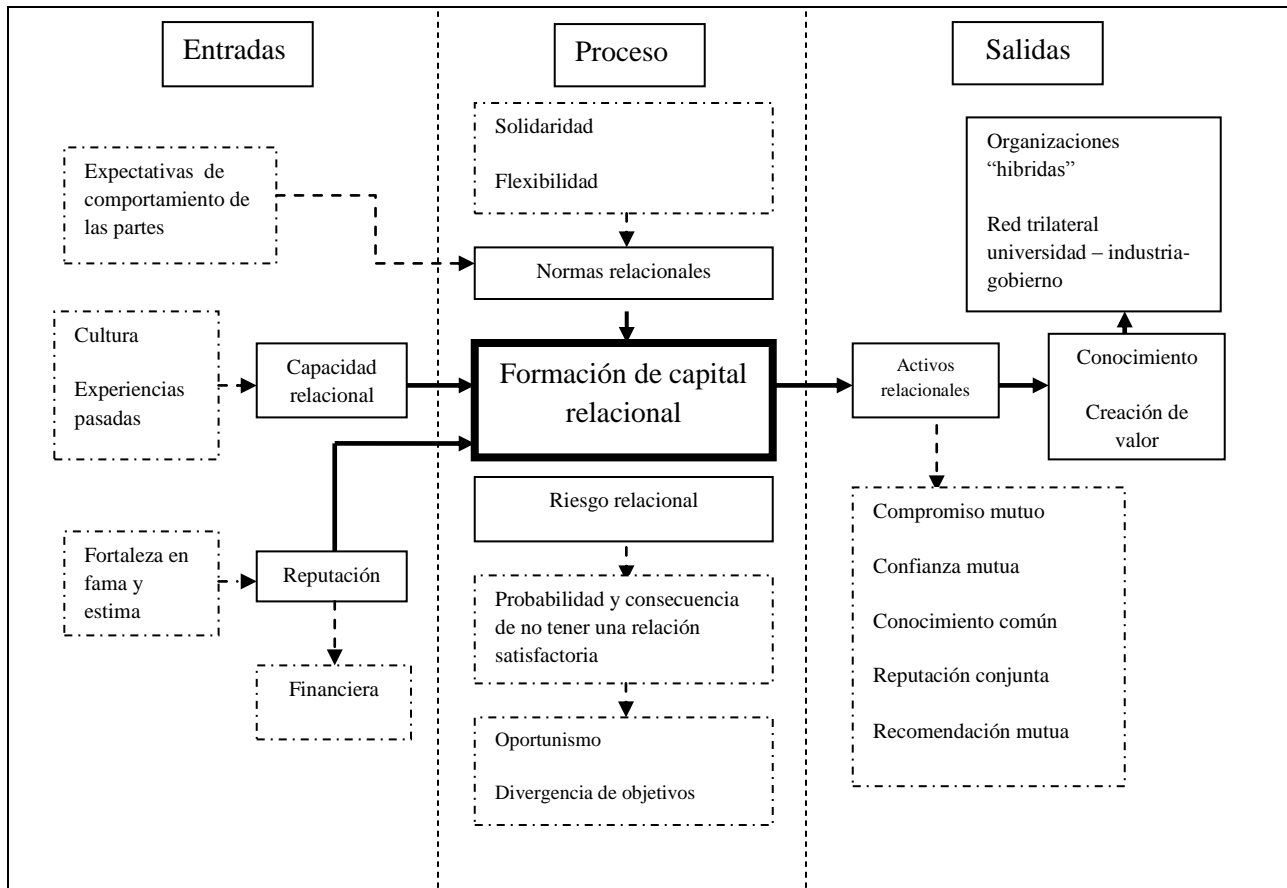 Entradas
Proceso
Salidas
Expectativas de
comportamiento de
las partes
Cultura
Experiencias
pasadas
Capacidad
relacional
Fortaleza en
fama y
estima
Reputación
Financiera
Solidaridad
Flexibilidad
Normas relacionales
Formación de capital
relacional
Riesgo relacional
Probabilidad y consecuencia
de no tener una relación
satisfactoria
Oportunismo
Divergencia de objetivos
Organizaciones
“hibridas”
Red trilateral
universidad – industria-
gobierno
Activos
relacionales
Conocimiento
Creación de
valor
Compromiso mutuo
Confianza mutua
Conocimiento común
Reputación conjunta
Recomendación mutua